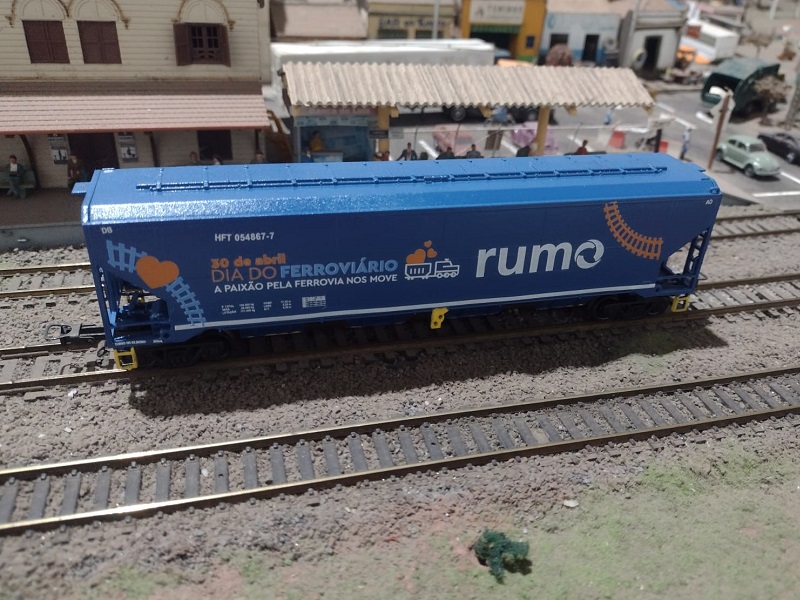 DB
AO
HFT 054867-7
30 de abril
DIA DO FERROVIÁRIO
A PAIXÃO PELA FERROVIA NOS MOVE
rumo